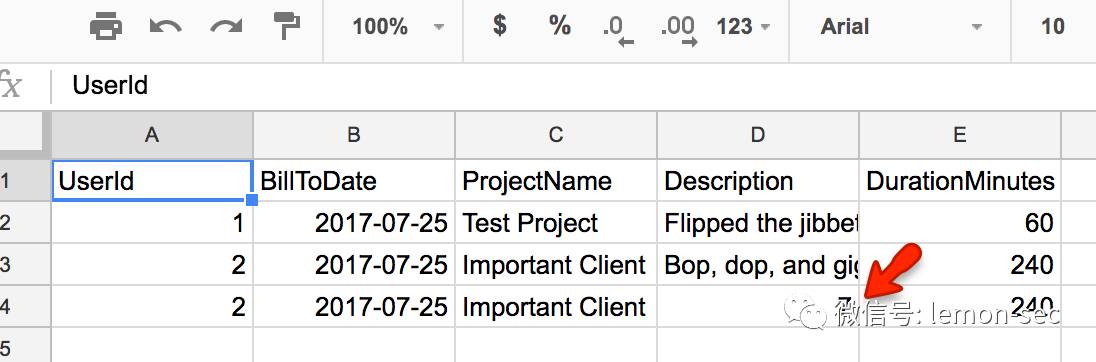 100% $ % .0 .00 123 Arial 10
fx UserId
A B C D E
1 UserId BillToDate ProjectName Description DurationMinutes
2 1 2017-07-25 Test Project Flipped the jibbet 60
3 2 2017-07-25 Important Client Bop, dop, and gig 240
4 2 2017-07-25 Important Client 7 240
微信号: lemon-sec
5